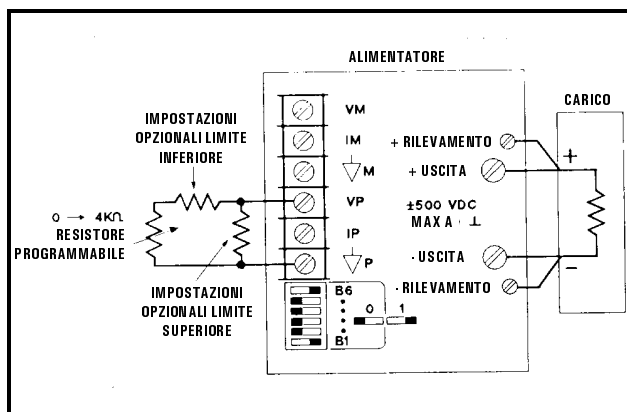 ALIMENTATORE
CARICO
IMPOSTAZIONI
OPZIONALI LIMITE
INFERIORE
VM
IM
M
VP
IP
P
+ RILEVAMENTO
+ USCITA
±500 VDC
MAX A · ⊥
- USCITA
- RILEVAMENTO
+
−
0 → 4KΩ
RESISTORE
PROGRAMMABILE
IMPOSTAZIONI
OPZIONALI LIMITE
SUPERIORE
B6
0 1
B1